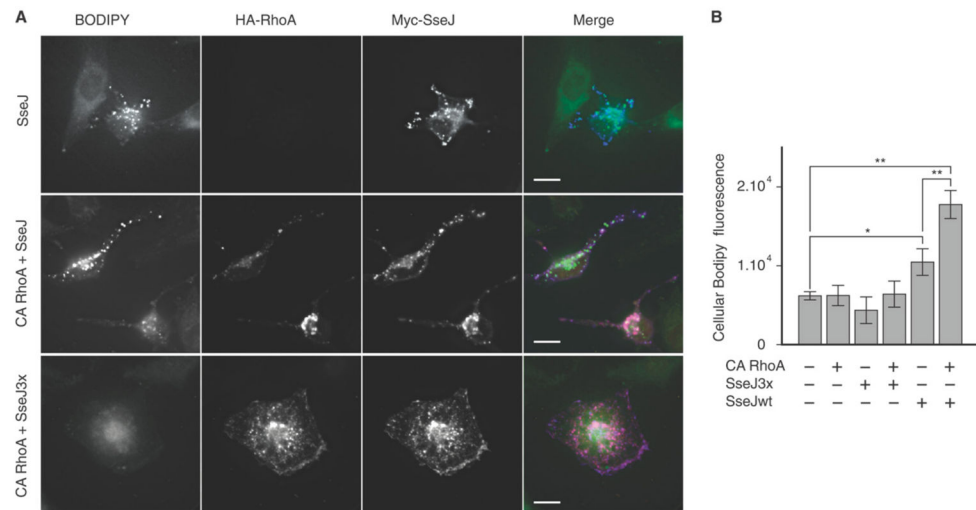 A
BODIPY HA-RhoA Myc-SseJ Merge
SseJ
CA RhoA + SseJ
CA RhoA + SseJ3x
B
Cellular Bodipy fluorescence
2.10⁴
1.10⁴
0
**
**
*
CA RhoA – + – + – +
SseJ3x – – + + – –
SseJwt – – – – + +